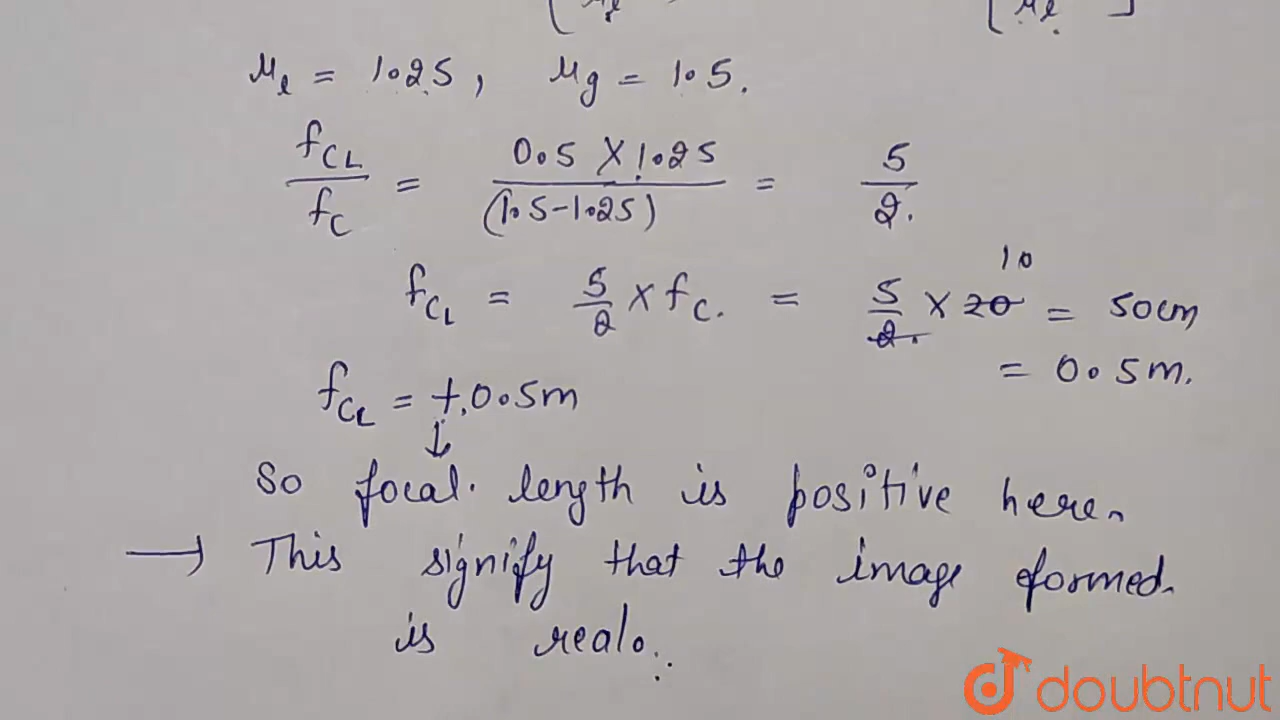 μl = 1.25, μg = 1.5.
fCL/fC = 0.5 × 1.25/(1.5-1.25) = 5/2.
10
fCL = 5/2 × fC. = 5/2. × 20 = 50cm
= 0.5m.
fCL = +.0.5m
↓
So focal. length is positive here.
→ This signify that the image formed.
is real.
doubtnut